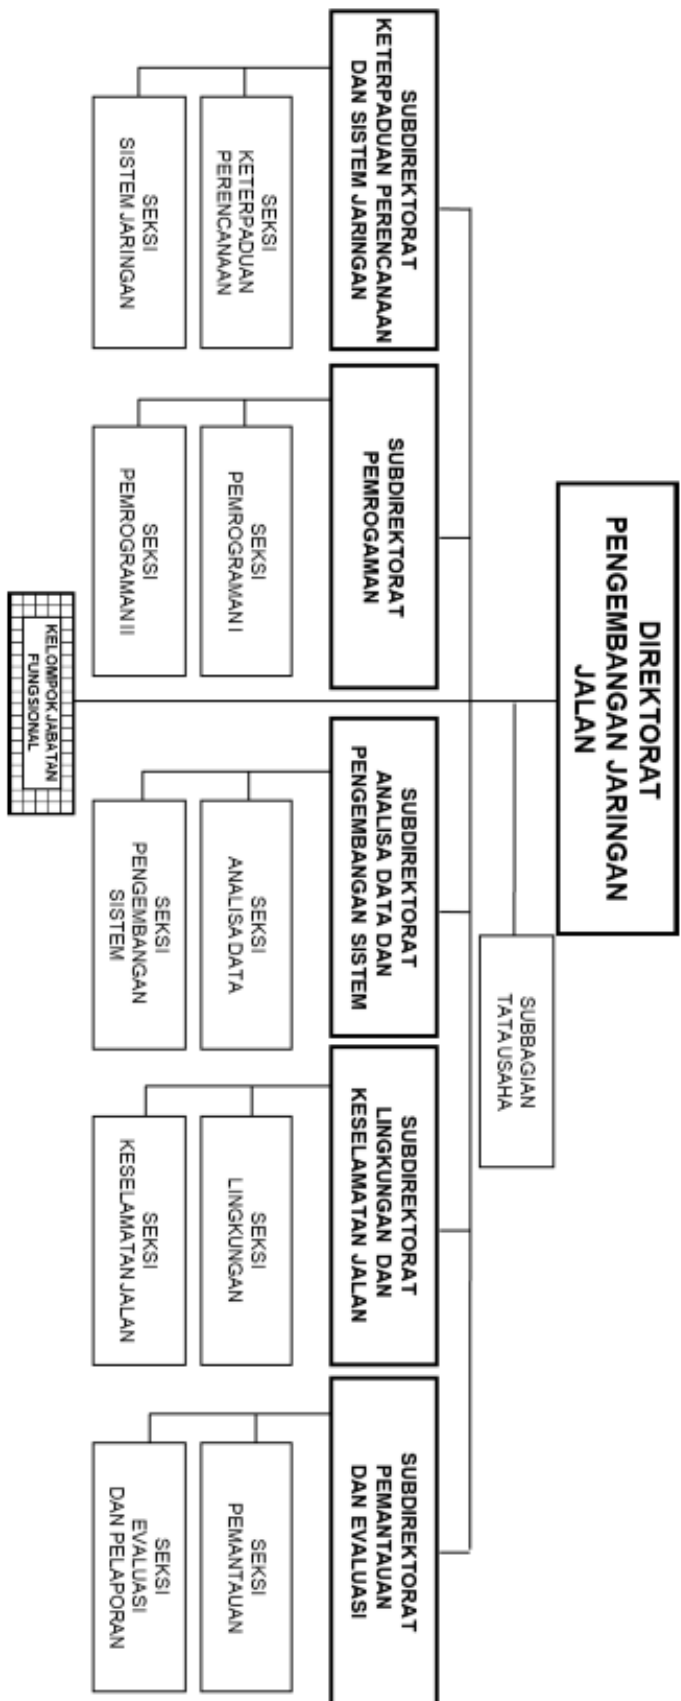 DIREKTORAT
PENGEMBANGAN JARINGAN
JALAN
SUBBAGIAN
TATA USAHA
SUBDIREKTORAT
KETERPADUAN PERENCANAAN
DAN SISTEM JARINGAN
SEKSI
KETERPADUAN
PERENCANAAN
SEKSI
SISTEM JARINGAN
SUBDIREKTORAT
PEMROGAMAN
SEKSI
PEMROGRAMAN I
SEKSI
PEMROGRAMAN II
SUBDIREKTORAT
ANALISA DATA DAN
PENGEMBANGAN SISTEM
SEKSI
ANALISA DATA
SEKSI
PENGEMBANGAN
SISTEM
SUBDIREKTORAT
LINGKUNGAN DAN
KESELAMATAN JALAN
SEKSI
LINGKUNGAN
SEKSI
KESELAMATAN JALAN
SUBDIREKTORAT
PEMANTAUAN
DAN EVALUASI
SEKSI
PEMANTAUAN
SEKSI
EVALUASI
DAN PELAPORAN
KELOMPOK JABATAN
FUNGSIONAL